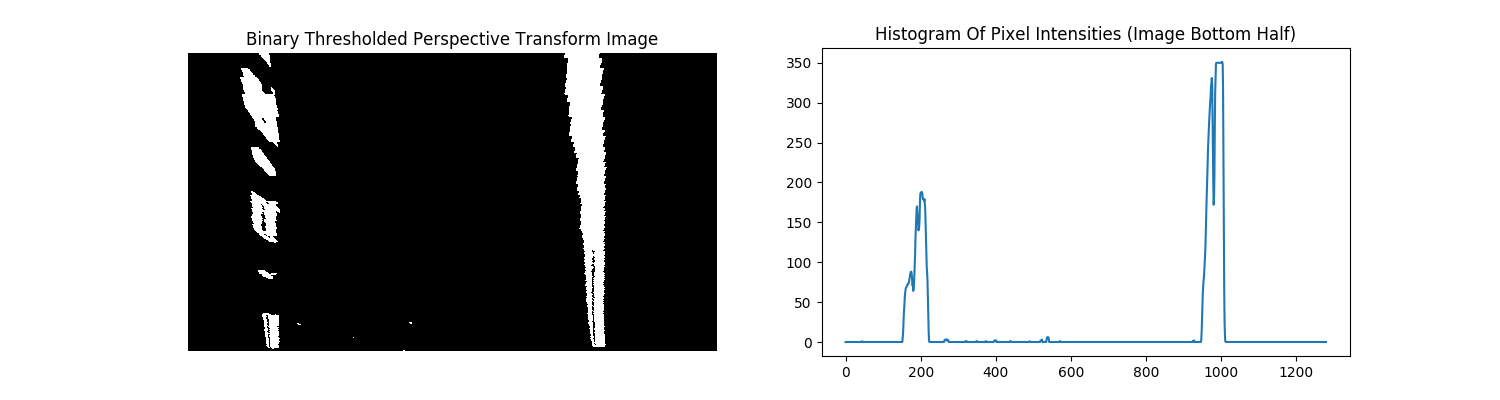 Binary Thresholded Perspective Transform Image
Histogram Of Pixel Intensities (Image Bottom Half)
350
300
250
200
150
100
50
0
0 200 400 600 800 1000 1200